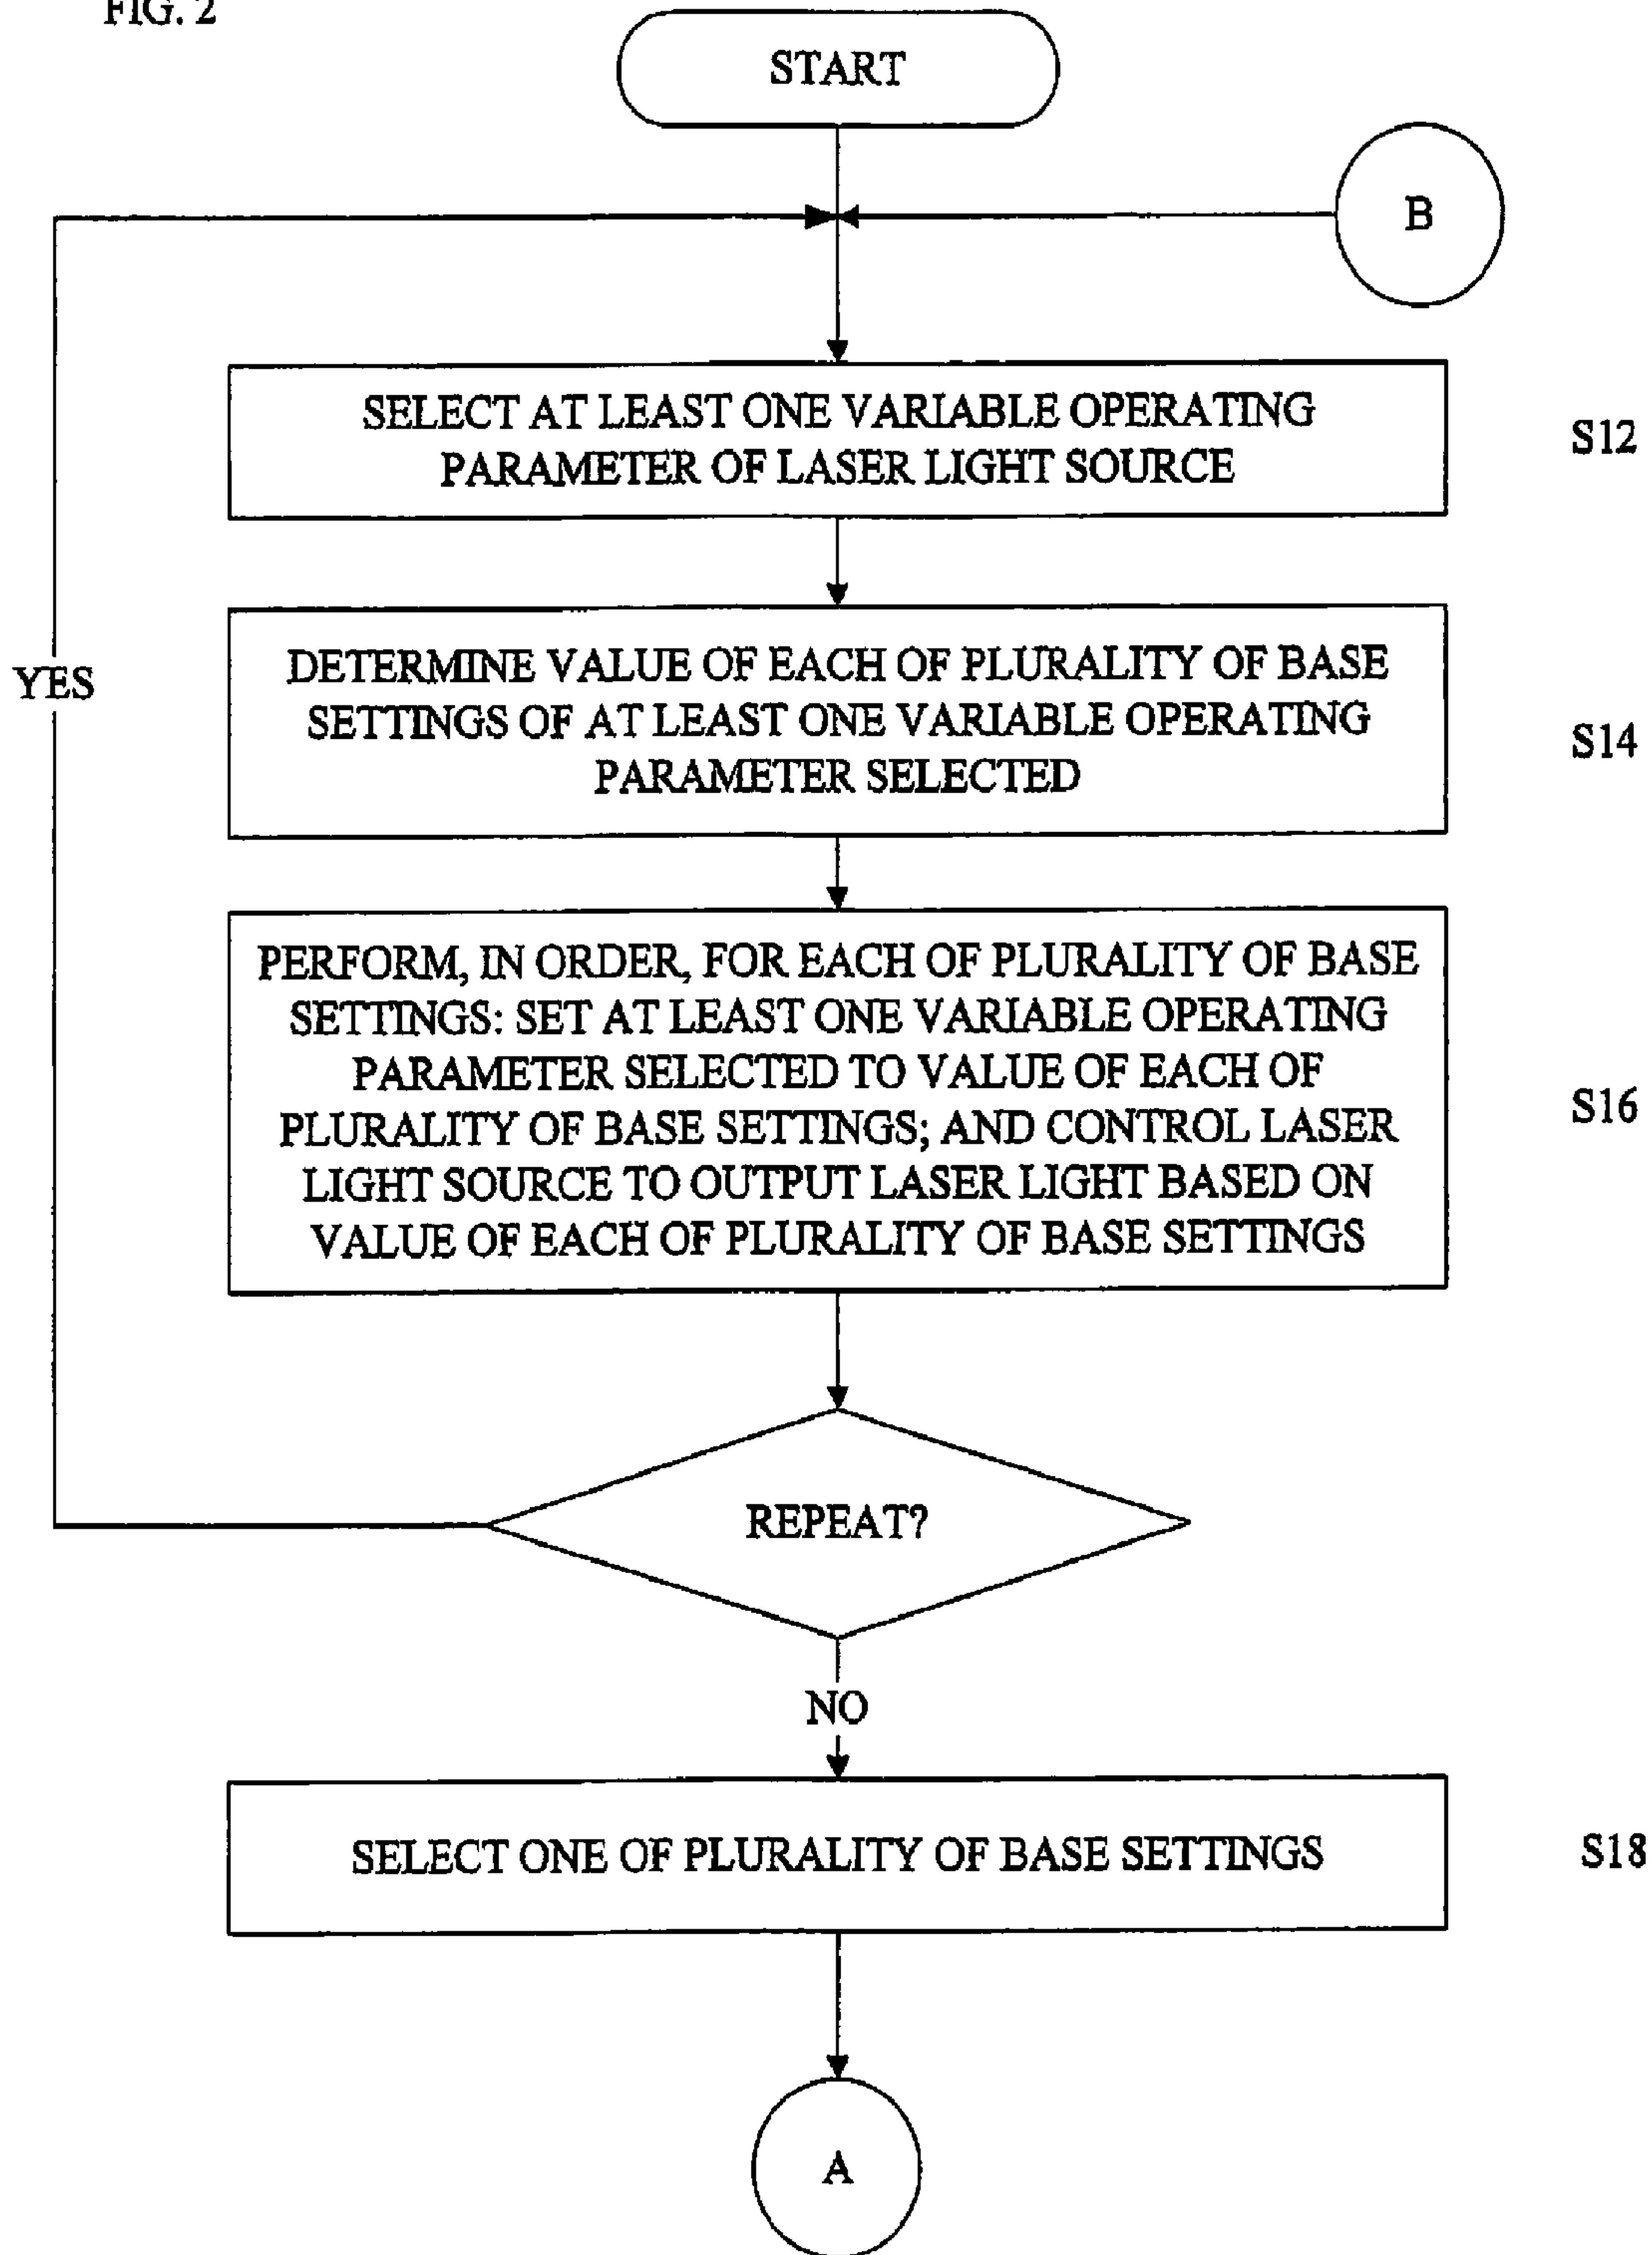 FIG. 2
START
B
SELECT AT LEAST ONE VARIABLE OPERATING
PARAMETER OF LASER LIGHT SOURCE
S12
YES
DETERMINE VALUE OF EACH OF PLURALITY OF BASE
SETTINGS OF AT LEAST ONE VARIABLE OPERATING
PARAMETER SELECTED
S14
PERFORM, IN ORDER, FOR EACH OF PLURALITY OF BASE
SETTINGS: SET AT LEAST ONE VARIABLE OPERATING
PARAMETER SELECTED TO VALUE OF EACH OF
PLURALITY OF BASE SETTINGS; AND CONTROL LASER
LIGHT SOURCE TO OUTPUT LASER LIGHT BASED ON
VALUE OF EACH OF PLURALITY OF BASE SETTINGS
S16
REPEAT?
NO
SELECT ONE OF PLURALITY OF BASE SETTINGS
S18
A